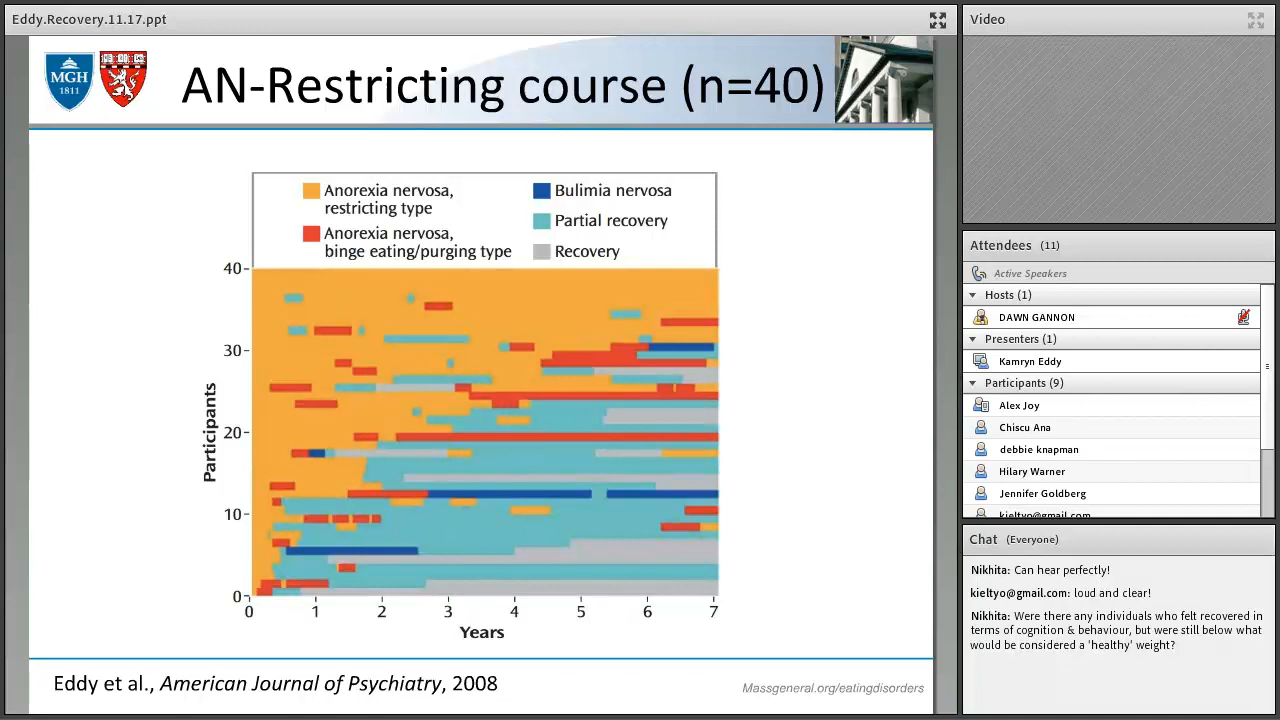 Eddy.Recovery.11.17.ppt
MGH
1811
AN-Restricting course (n=40)
Anorexia nervosa,
restricting type
Anorexia nervosa,
binge eating/purging type
Bulimia nervosa
Partial recovery
Recovery
Participants
40
30
20
10
0
0 1 2 3 4 5 6 7
Years
Eddy et al., American Journal of Psychiatry, 2008
Massgeneral.org/eatingdisorders
Video
Attendees (11)
Active Speakers
Hosts (1)
DAWN GANNON
Presenters (1)
Kamryn Eddy
Participants (9)
Alex Joy
Chiscu Ana
debbie knapman
Hilary Warner
Jennifer Goldberg
kieltyo@gmail.com
Chat (Everyone)
Nikhita: Can hear perfectly!
kieltyo@gmail.com: loud and clear!
Nikhita: Were there any individuals who felt recovered in
terms of cognition & behaviour, but were still below what
would be considered a 'healthy' weight?